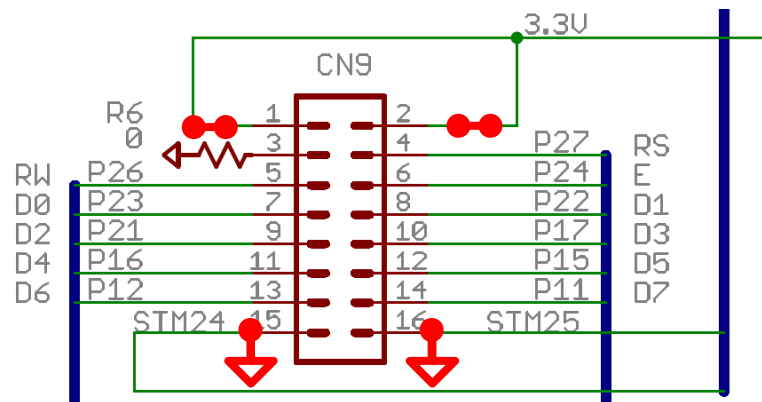 3.3V
CN9
R6 1 2
0 3 4 P27 RS
RW P26 5 6 P24 E
D0 P23 7 8 P22 D1
D2 P21 9 10 P17 D3
D4 P16 11 12 P15 D5
D6 P12 13 14 P11 D7
STM24 15 16 STM25